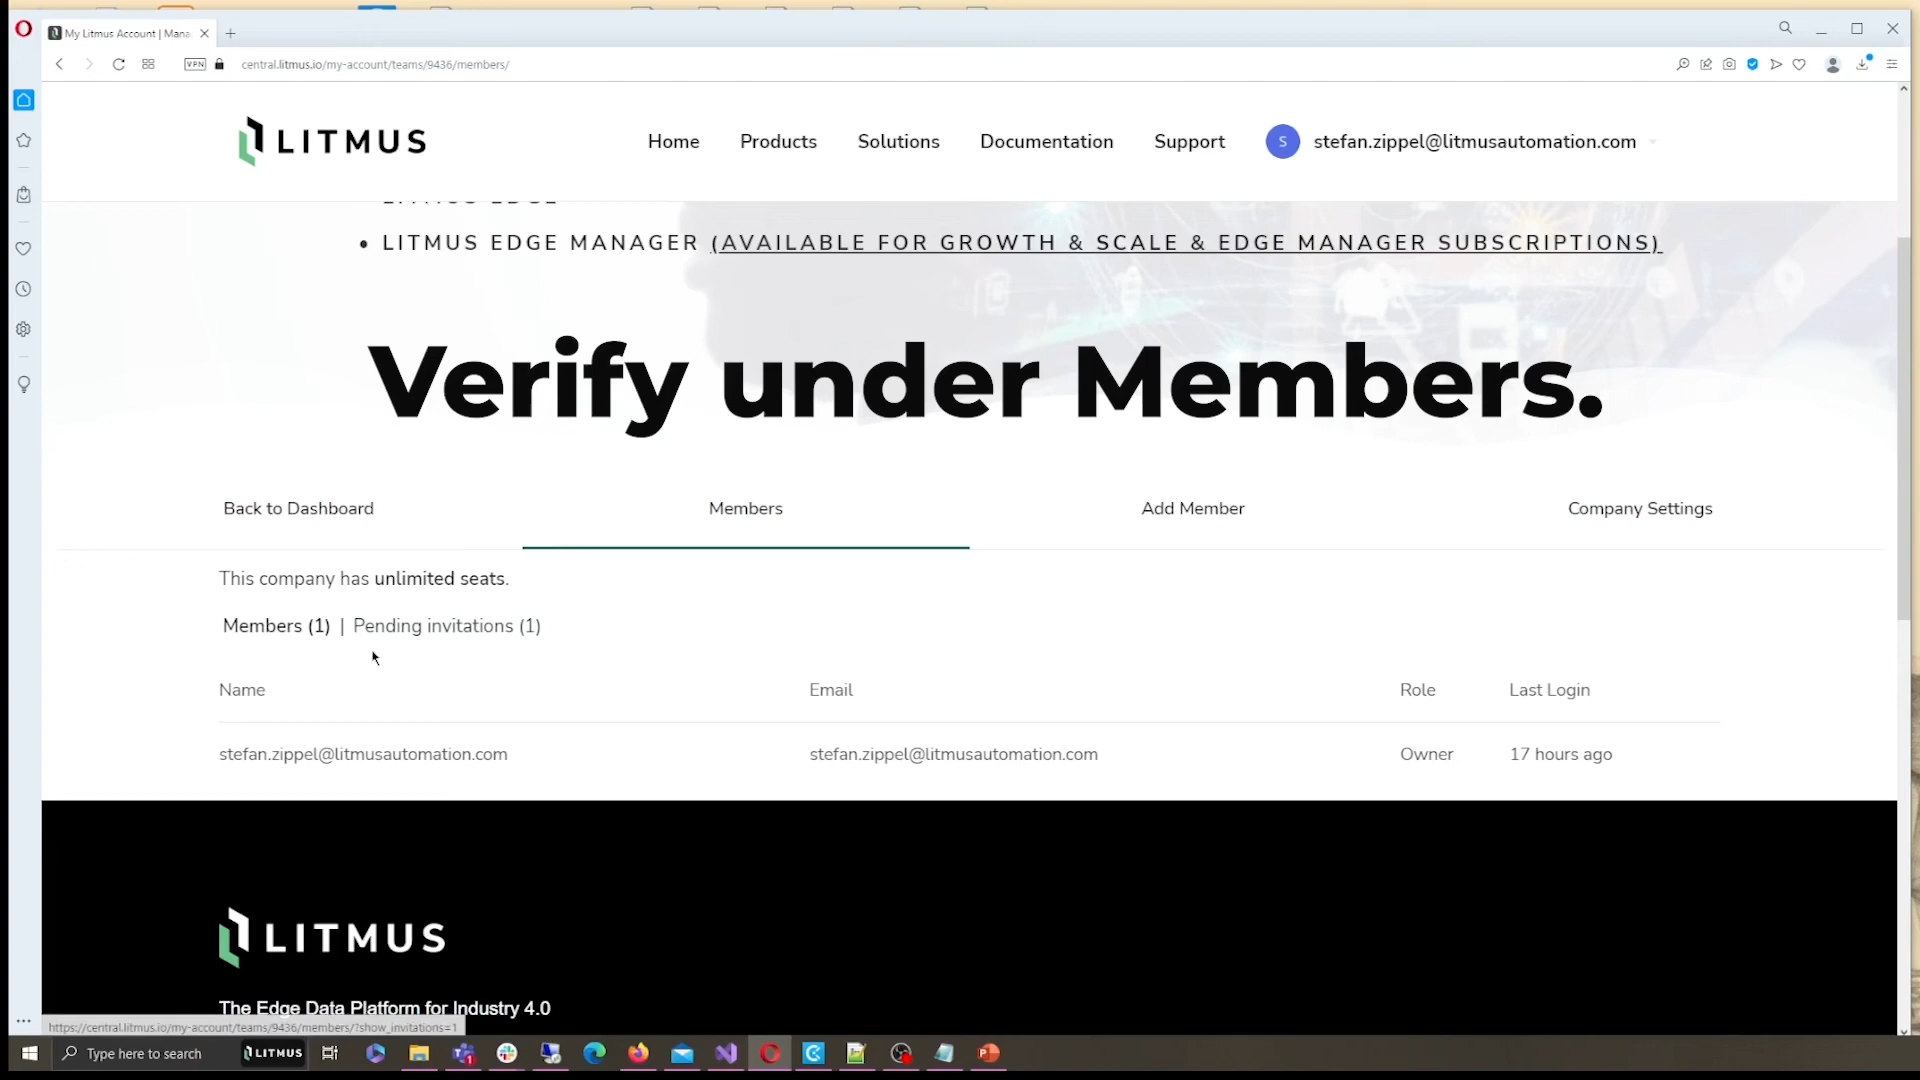 My Litmus Account | Mana
VPN
central.litmus.io/my-account/teams/9436/members/
LITMUS
Home
Products
Solutions
Documentation
Support
S
stefan.zippel@litmusautomation.com
LITMUS EDGE
• LITMUS EDGE MANAGER (AVAILABLE FOR GROWTH & SCALE & EDGE MANAGER SUBSCRIPTIONS)
Verify under Members.
Back to Dashboard
Members
Add Member
Company Settings
This company has unlimited seats.
Members (1) | Pending invitations (1)
Name
Email
Role
Last Login
stefan.zippel@litmusautomation.com
stefan.zippel@litmusautomation.com
Owner
17 hours ago
LITMUS
The Edge Data Platform for Industry 4.0
https://central.litmus.io/my-account/teams/9436/members/?show_invitations=1
Type here to search
LITMUS